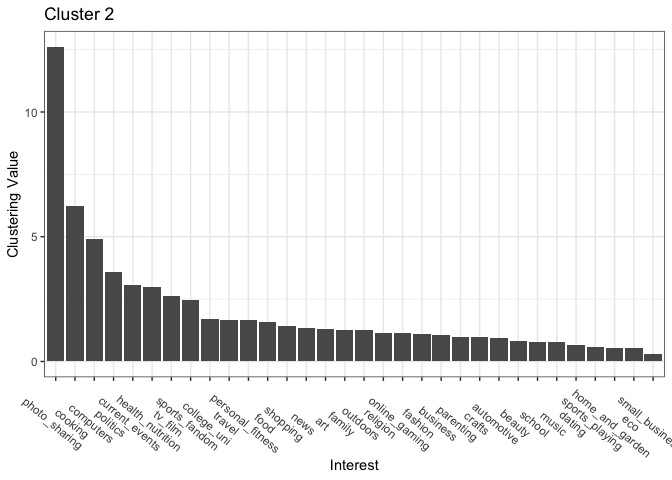 Cluster 2
Clustering Value
10
5
0
photo_sharing
cooking
computers
politics
current_events
health_nutrition
tv_film
sports_fandom
college_uni
travel
personal_fitness
food
shopping
news
art
family
outdoors
religion
online_gaming
fashion
business
parenting
crafts
automotive
beauty
school
music
dating
sports_playing
home_and_garden
eco
small_busines
Interest